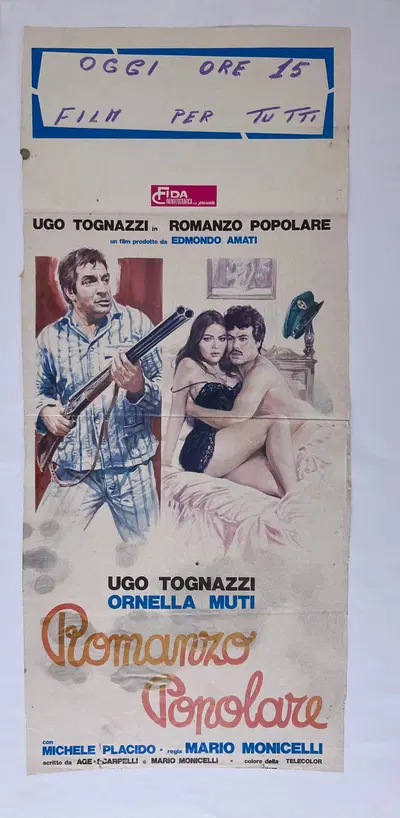 OGGI ORE 15
FILM PER TUTTI
FIDA
CINEMATOGRAFICA presenta
UGO TOGNAZZI in ROMANZO POPOLARE
un film prodotto da EDMONDO AMATI
UGO TOGNAZZI
ORNELLA MUTI
Romanzo
Popolare
con
MICHELE PLACIDO - regia MARIO MONICELLI
scritto da AGE - SCARPELLI e MARIO MONICELLI - colore della TELECOLOR